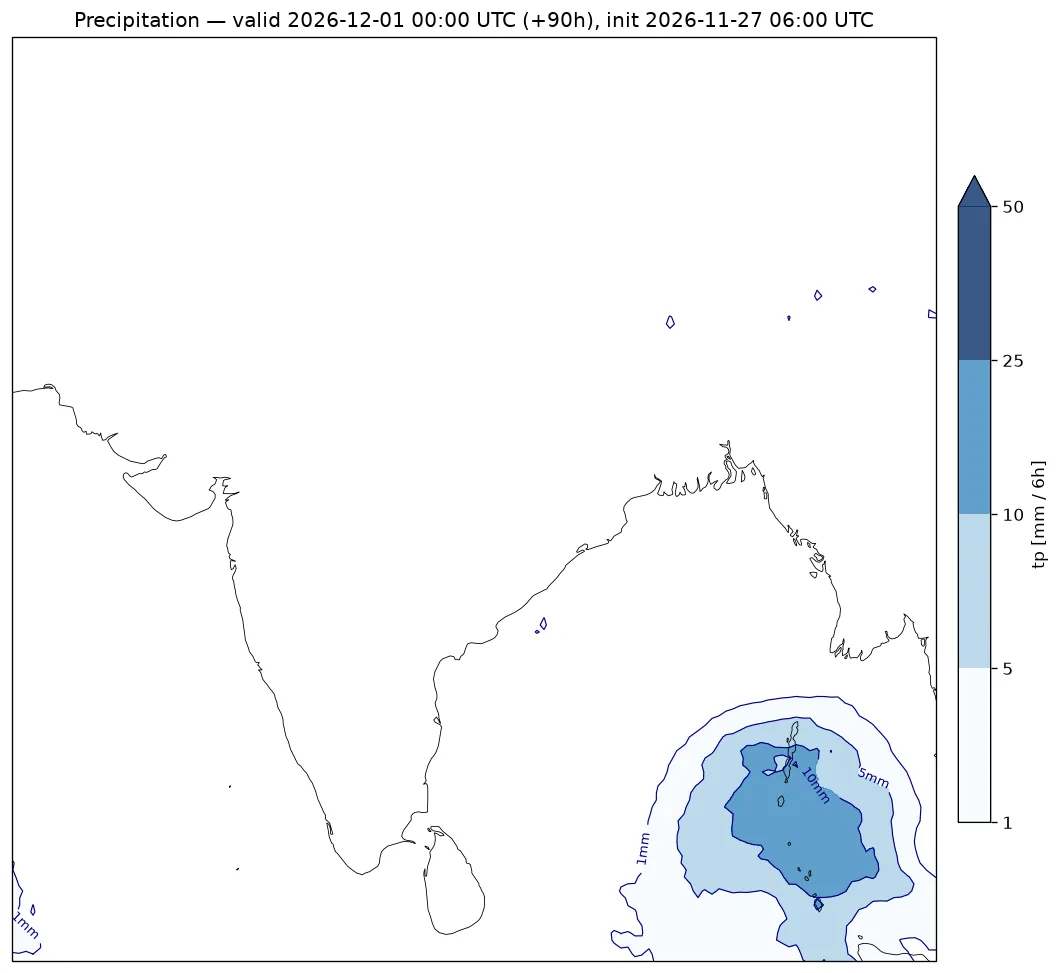 Precipitation — valid 2026-12-01 00:00 UTC (+90h), init 2026-11-27 06:00 UTC
50
25
10
5
1
tp [mm / 6h]
5mm
10mm
1mm
1mm